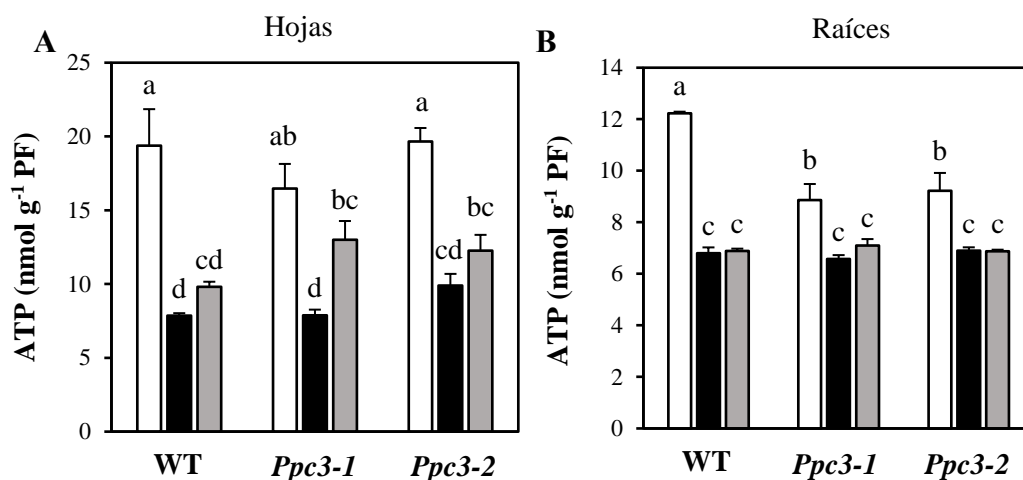 A
Hojas
ATP (nmol g⁻¹ PF)
25
20
15
10
5
0
a
d
cd
ab
d
bc
a
cd
bc
WT
Ppc3-1
Ppc3-2
B
Raíces
ATP (nmol g⁻¹ PF)
14
12
10
8
6
4
2
0
a
c
c
b
c
c
b
c
c
WT
Ppc3-1
Ppc3-2